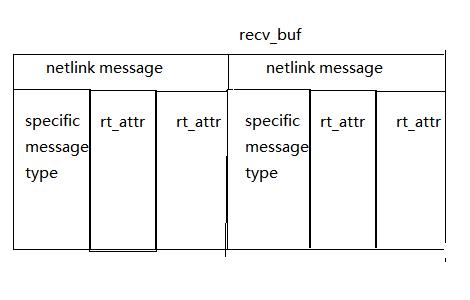 recv_buf
netlink message
netlink message
specific
message
type
rt_attr
rt_attr
specific
message
type
rt_attr
rt_attr